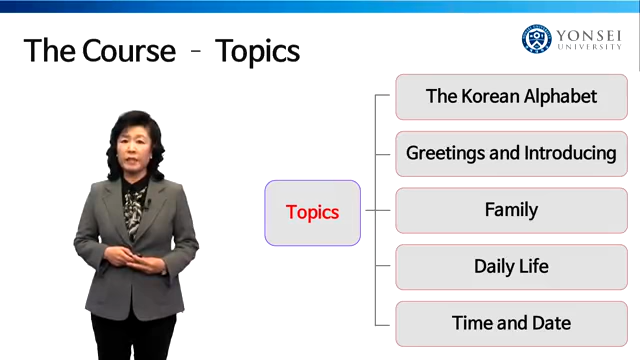 The Course - Topics
YONSEI
UNIVERSITY
Topics
The Korean Alphabet
Greetings and Introducing
Family
Daily Life
Time and Date